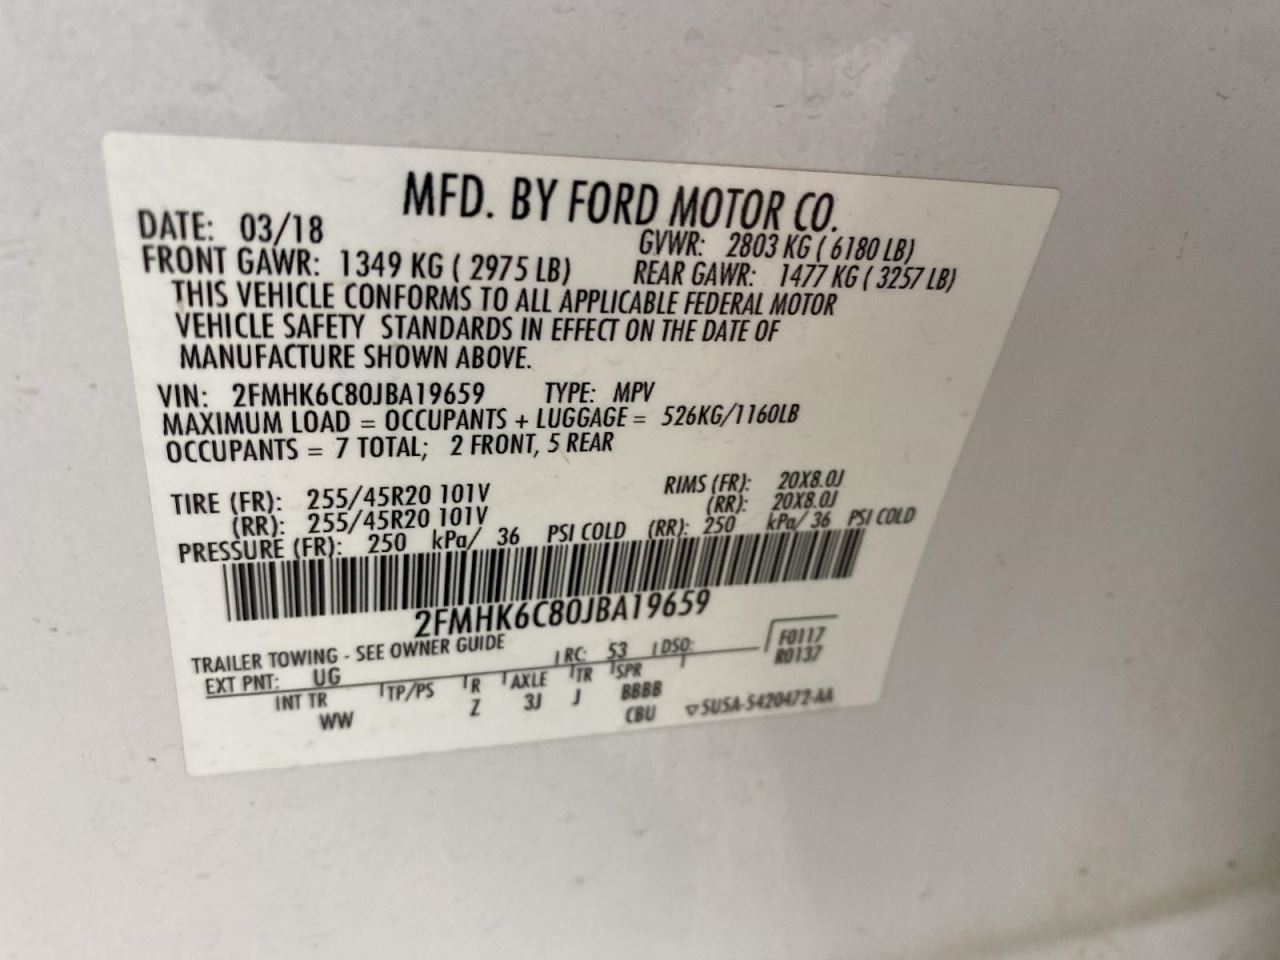 MFD. BY FORD MOTOR CO.
DATE: 03/18 GVWR: 2803 KG ( 6180 LB)
FRONT GAWR: 1349 KG ( 2975 LB) REAR GAWR: 1477 KG ( 3257 LB)
THIS VEHICLE CONFORMS TO ALL APPLICABLE FEDERAL MOTOR
VEHICLE SAFETY STANDARDS IN EFFECT ON THE DATE OF
MANUFACTURE SHOWN ABOVE.
VIN: 2FMHK6C80JBA19659 TYPE: MPV
MAXIMUM LOAD = OCCUPANTS + LUGGAGE = 526KG/1160LB
OCCUPANTS = 7 TOTAL; 2 FRONT, 5 REAR
TIRE (FR): 255/45R20 101V RIMS (FR): 20X8.0J
(RR): 255/45R20 101V (RR): 20X8.0J
PRESSURE (FR): 250 kPa/ 36 PSI COLD (RR): 250 kPa/ 36 PSI COLD
2FMHK6C80JBA19659
TRAILER TOWING - SEE OWNER GUIDE
EXT PNT: UG RC: 53 DSO: F0117
R0137
INT TR TP/PS R AXLE TR SPR
WW Z 3J J BBBB
CBU ▽5U5A-5420472-AA